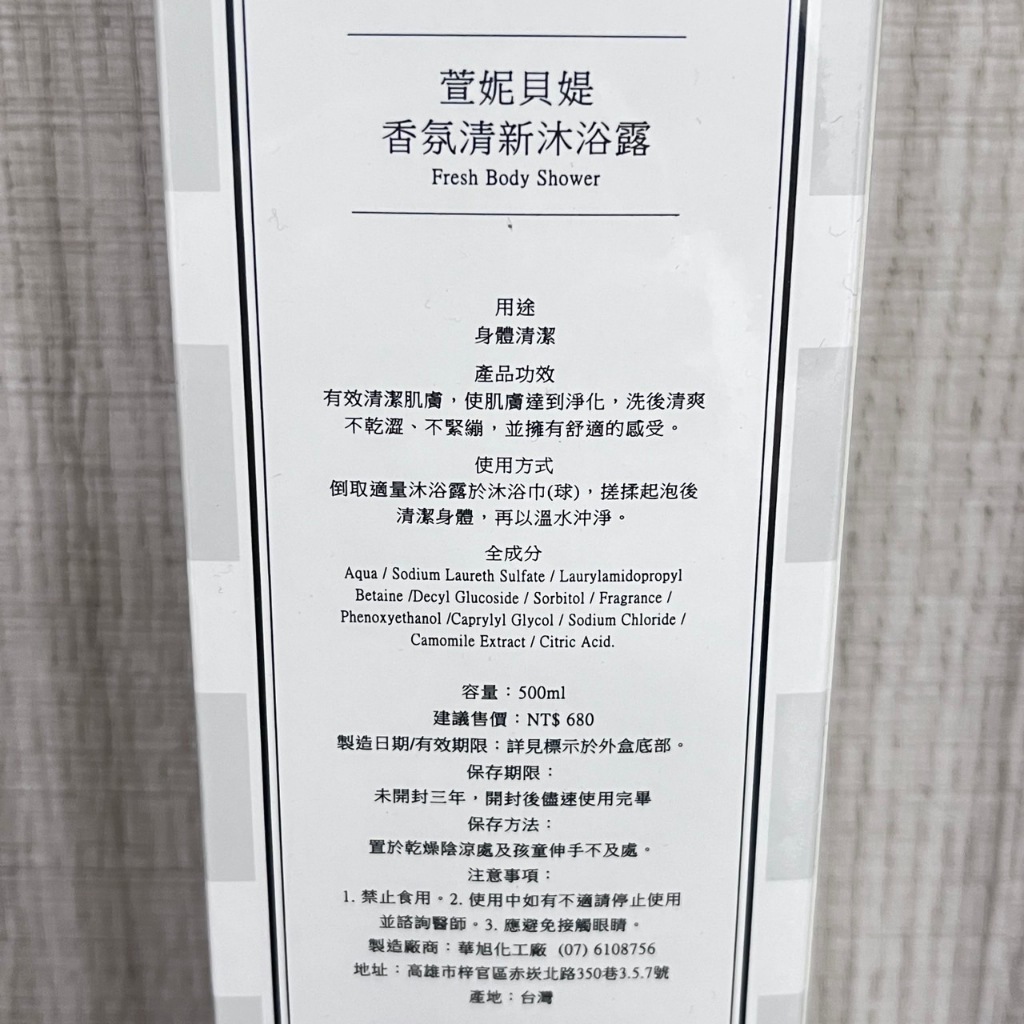 萱妮貝媞
香氛清新沐浴露
Fresh Body Shower
用途
身體清潔
產品功效
有效清潔肌膚，使肌膚達到淨化，洗後清爽
不乾澀、不緊繃，並擁有舒適的感受。
使用方式
倒取適量沐浴露於沐浴巾(球)，搓揉起泡後
清潔身體，再以溫水沖淨。
全成分
Aqua / Sodium Laureth Sulfate / Laurylamidopropyl
Betaine /Decyl Glucoside / Sorbitol / Fragrance /
Phenoxyethanol /Caprylyl Glycol / Sodium Chloride /
Camomile Extract / Citric Acid.
容量：500ml
建議售價：NT$ 680
製造日期/有效期限：詳見標示於外盒底部。
保存期限：
未開封三年，開封後儘速使用完畢
保存方法：
置於乾燥陰涼處及孩童伸手不及處。
注意事項：
1. 禁止食用。2. 使用中如有不適請停止使用
並諮詢醫師。3. 應避免接觸眼睛。
製造廠商：華旭化工廠 (07) 6108756
地址：高雄市梓官區赤崁北路350巷3.5.7號
產地：台灣